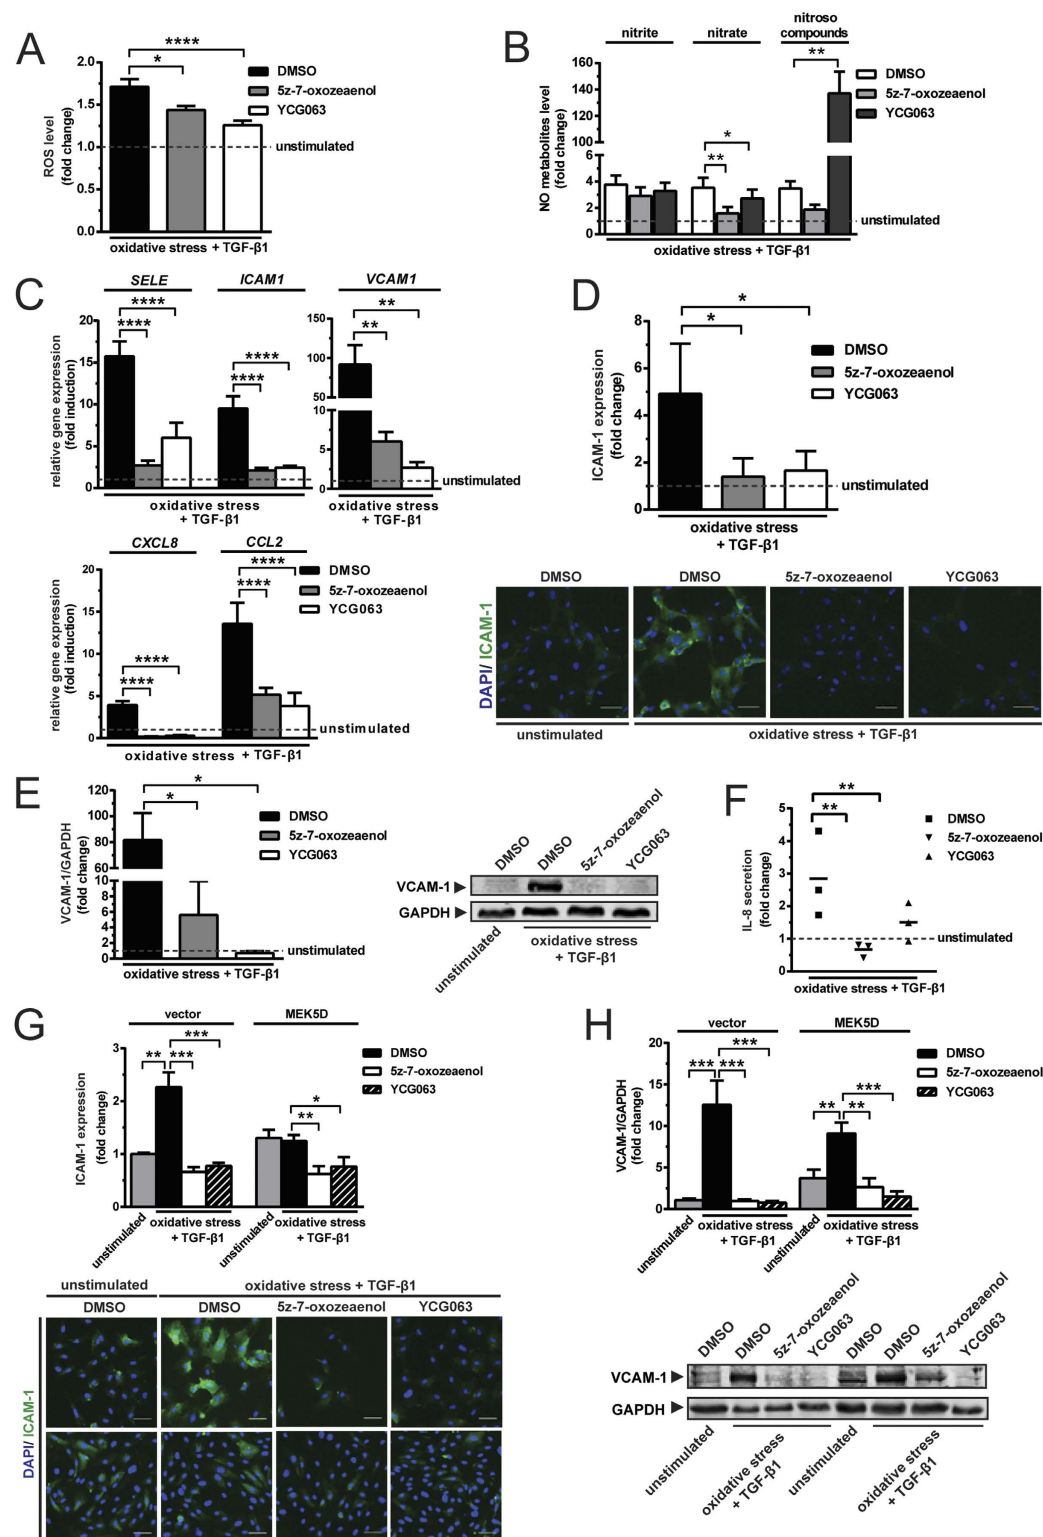 A
****
*
2.0
1.5
1.0
0.5
0.0
ROS level
(fold change)
DMSO
5z-7-oxozeaenol
YCG063
unstimulated
oxidative stress + TGF-β1
B
nitrite
nitrate
nitroso
compounds
**
*
**
160
140
120
100
6
4
2
0
NO metabolites level
(fold change)
DMSO
5z-7-oxozeaenol
YCG063
unstimulated
oxidative stress + TGF-β1
C
SELE
ICAM1
VCAM1
****
****
****
****
**
**
20
15
10
5
0
150
100
50
10
5
0
relative gene expression
(fold induction)
unstimulated
oxidative stress
+ TGF-β1
oxidative stress
+ TGF-β1
CXCL8
CCL2
****
****
****
****
20
15
10
5
0
relative gene expression
(fold induction)
DMSO
5z-7-oxozeaenol
YCG063
unstimulated
oxidative stress + TGF-β1
D
*
*
8
6
4
2
0
ICAM-1 expression
(fold change)
DMSO
5z-7-oxozeaenol
YCG063
unstimulated
oxidative stress
+ TGF-β1
DMSO
DMSO
5z-7-oxozeaenol
YCG063
DAPI/ ICAM-1
unstimulated
oxidative stress + TGF-β1
E
*
*
120
100
80
60
10
8
6
4
2
0
VCAM-1/GAPDH
(fold change)
DMSO
5z-7-oxozeaenol
YCG063
unstimulated
oxidative stress + TGF-β1
DMSO
DMSO
5z-7-oxozeaenol
YCG063
VCAM-1
GAPDH
unstimulated
oxidative stress
+ TGF-β1
F
**
**
5
4
3
2
1
0
IL-8 secretion
(fold change)
DMSO
5z-7-oxozeaenol
YCG063
unstimulated
oxidative stress + TGF-β1
G
vector
MEK5D
***
**
***
*
**
3
2
1
0
ICAM-1 expression
(fold change)
DMSO
5z-7-oxozeaenol
YCG063
unstimulated
oxidative stress
+ TGF-β1
unstimulated
oxidative stress
+ TGF-β1
unstimulated
oxidative stress + TGF-β1
DMSO
DMSO
5z-7-oxozeaenol
YCG063
DAPI/ ICAM-1
H
vector
MEK5D
***
***
***
***
**
**
20
15
10
5
0
VCAM-1/GAPDH
(fold change)
DMSO
5z-7-oxozeaenol
YCG063
unstimulated
oxidative stress
+ TGF-β1
unstimulated
oxidative stress
+ TGF-β1
DMSO
DMSO
5z-7-oxozeaenol
YCG063
DMSO
DMSO
5z-7-oxozeaenol
YCG063
VCAM-1
GAPDH
unstimulated
oxidative stress
+ TGF-β1
unstimulated
oxidative stress
+ TGF-β1